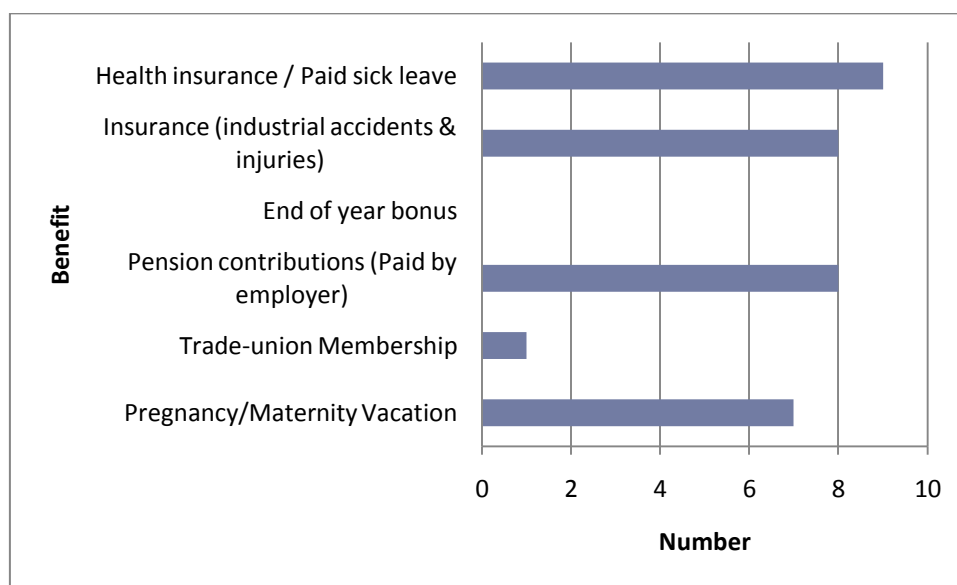 Health insurance / Paid sick leave
Insurance (industrial accidents &
injuries)
End of year bonus
Pension contributions (Paid by
employer)
Trade-union Membership
Pregnancy/Maternity Vacation
Benefit
0 2 4 6 8 10
Number